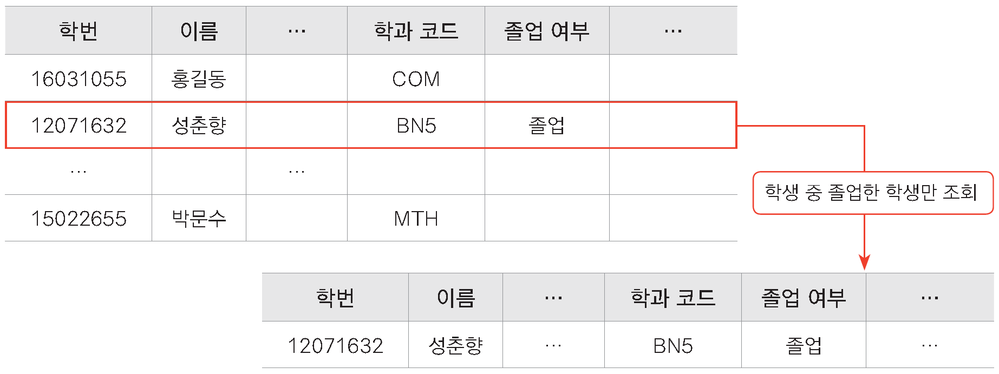 학번 이름 … 학과 코드 졸업 여부 …
16031055 홍길동 COM
12071632 성춘향 BN5 졸업
… …
학생 중 졸업한 학생만 조회
15022655 박문수 MTH
학번 이름 … 학과 코드 졸업 여부 …
12071632 성춘향 … BN5 졸업 …